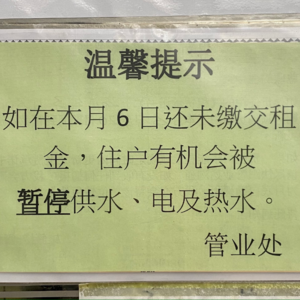 温馨提示
如在本月 6 日还未缴交租
金，住户有机会被
暂停供水、电及热水。
管业处